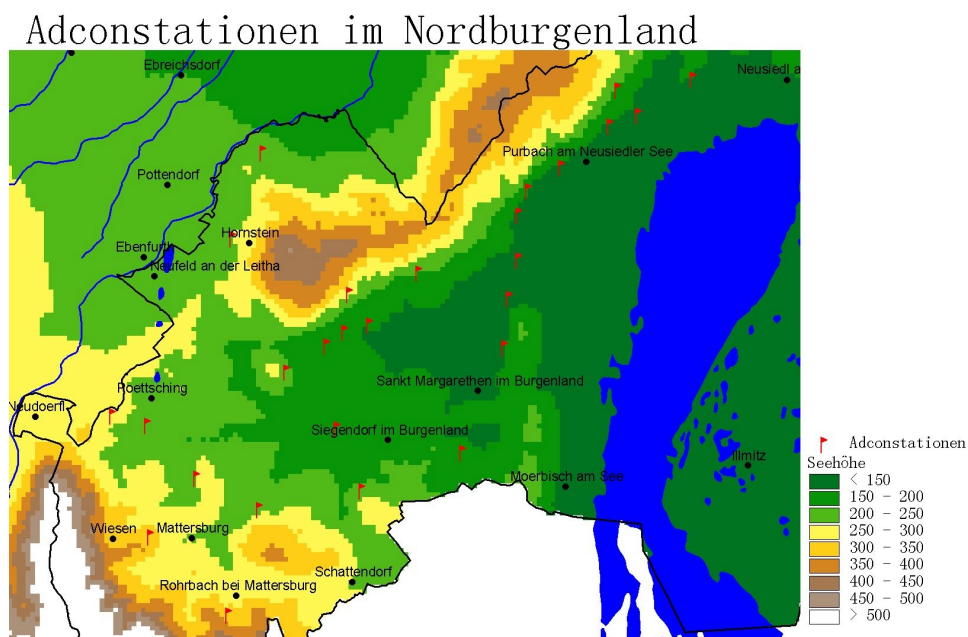 Adconstationen im Nordburgenland
Ebreichsdorf
Neusiedl a
Purbach am Neusiedler See
Pottendorf
Hornstein
Ebenfurth
Neufeld an der Leitha
Poettsching
Sankt Margarethen im Burgenland
Neudoerfl
Siegendorf im Burgenland
Illmitz
Moerbisch am See
Wiesen
Mattersburg
Schattendorf
Rohrbach bei Mattersburg
Adconstationen
Seehöhe
< 150
150 - 200
200 - 250
250 - 300
300 - 350
350 - 400
400 - 450
450 - 500
> 500